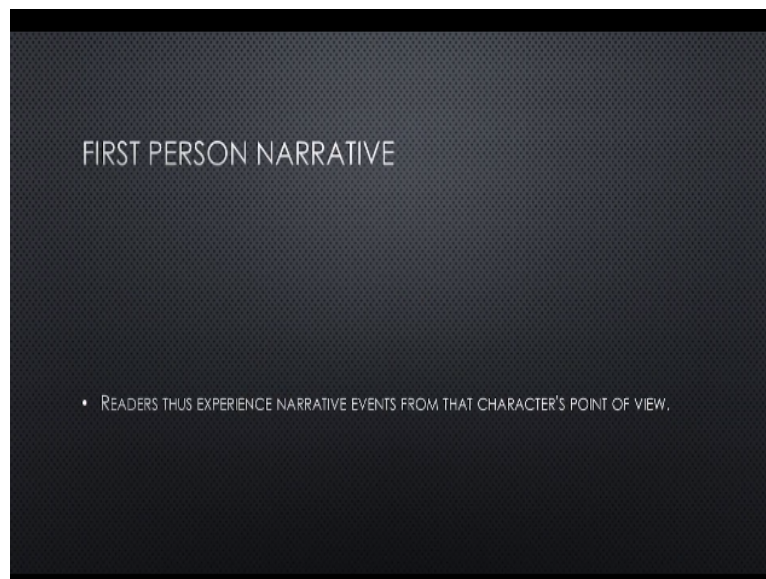 FIRST PERSON NARRATIVE
• READERS THUS EXPERIENCE NARRATIVE EVENTS FROM THAT CHARACTER'S POINT OF VIEW.